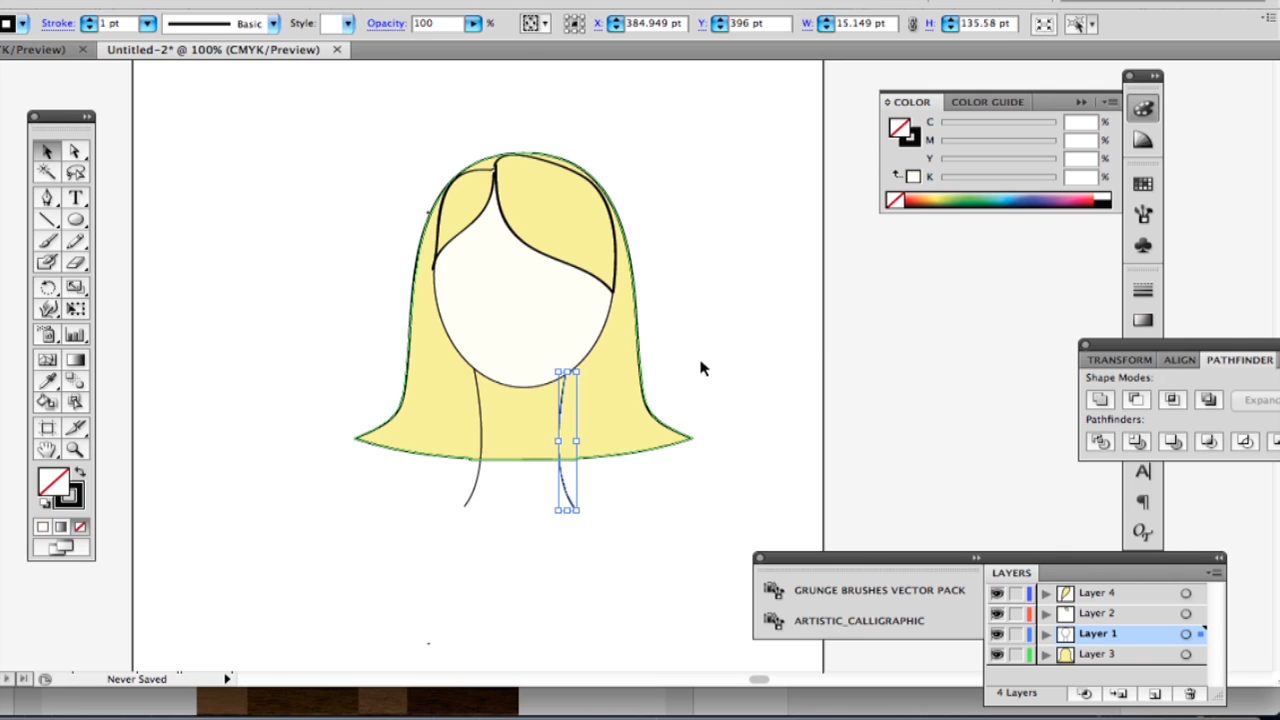 Stroke: 1 pt Basic Style: Opacity: 100 % X: 384.949 pt Y: 396 pt W: 15.149 pt H: 135.58 pt
YK/Preview) × Untitled-2* @ 100% (CMYK/Preview) ×
COLOR COLOR GUIDE
C %
M %
Y %
K %
T
TRANSFORM ALIGN PATHFINDER
Shape Modes:
Expand
Pathfinders:
A
GRUNGE BRUSHES VECTOR PACK
ARTISTIC_CALLIGRAPHIC
LAYERS
Layer 4
Layer 2
Layer 1
Layer 3
4 Layers
Never Saved